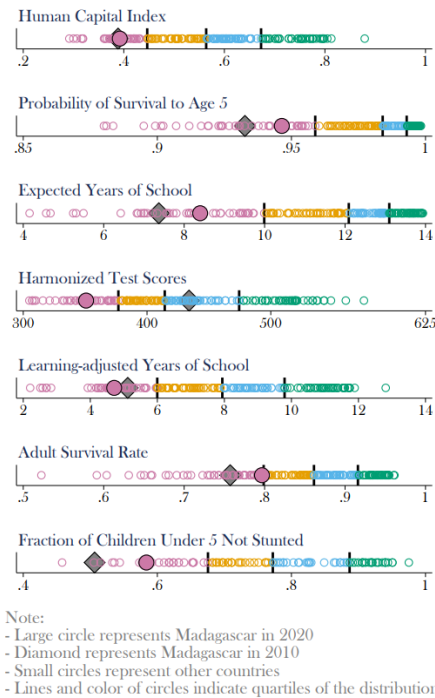 Human Capital Index
.2 .4 .6 .8 1
Probability of Survival to Age 5
.85 .9 .95 1
Expected Years of School
4 6 8 10 12 14
Harmonized Test Scores
300 400 500 625
Learning-adjusted Years of School
2 4 6 8 10 12 14
Adult Survival Rate
.5 .6 .7 .8 .9 1
Fraction of Children Under 5 Not Stunted
.4 .6 .8 1
Note:
- Large circle represents Madagascar in 2020
- Diamond represents Madagascar in 2010
- Small circles represent other countries
- Lines and color of circles indicate quartiles of the distribution